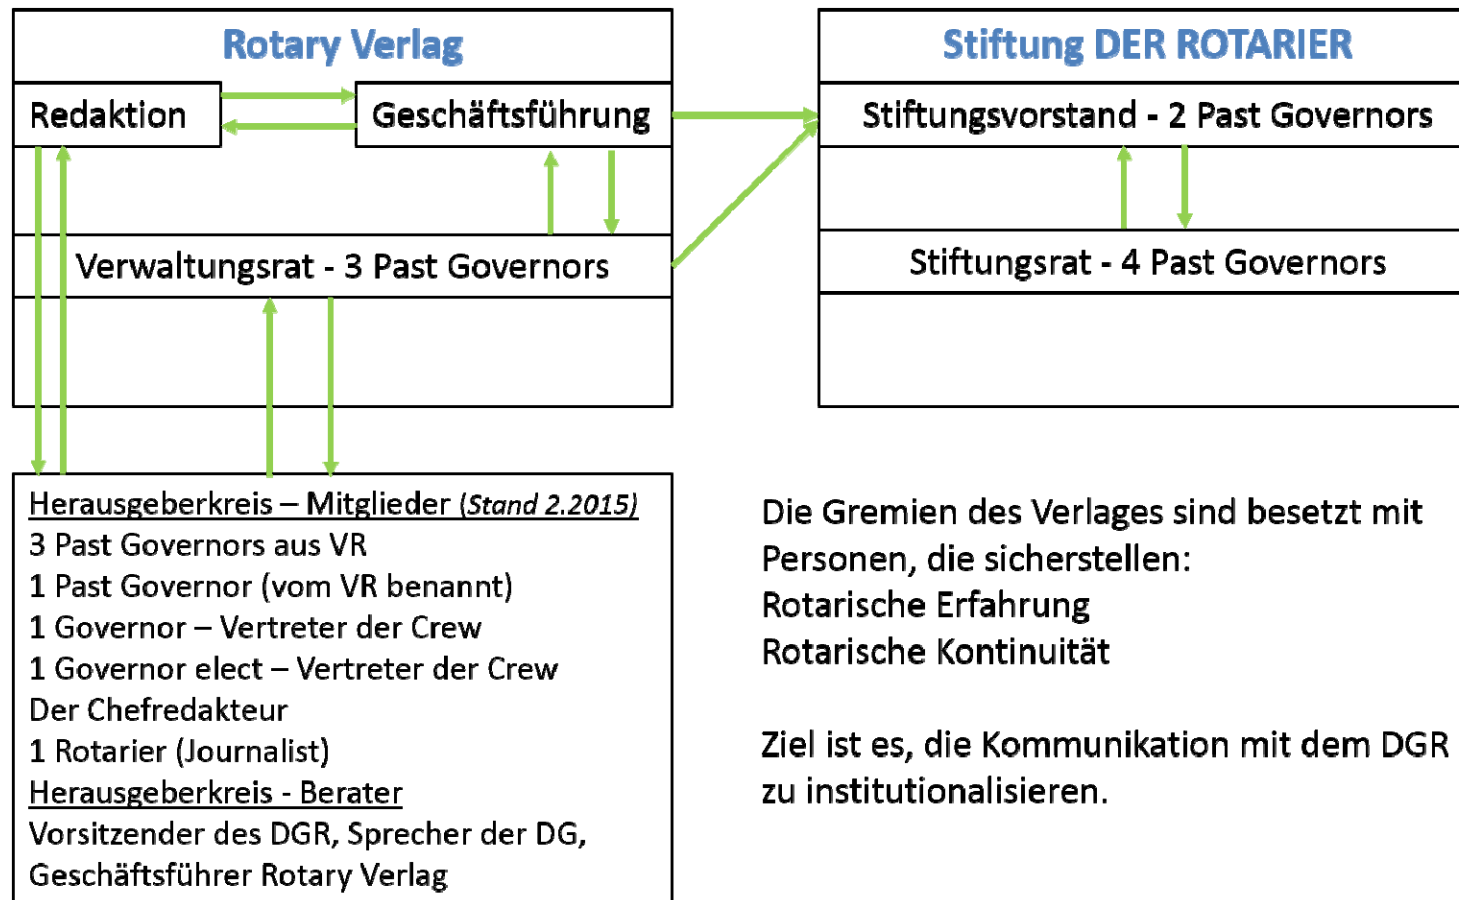 Rotary Verlag
Redaktion
Geschäftsführung
Verwaltungsrat - 3 Past Governors
Stiftung DER ROTARIER
Stiftungsvorstand - 2 Past Governors
Stiftungsrat - 4 Past Governors
Herausgeberkreis – Mitglieder (Stand 2.2015)
3 Past Governors aus VR
1 Past Governor (vom VR benannt)
1 Governor – Vertreter der Crew
1 Governor elect – Vertreter der Crew
Der Chefredakteur
1 Rotarier (Journalist)
Herausgeberkreis - Berater
Vorsitzender des DGR, Sprecher der DG,
Geschäftsführer Rotary Verlag
Die Gremien des Verlages sind besetzt mit
Personen, die sicherstellen:
Rotarische Erfahrung
Rotarische Kontinuität
Ziel ist es, die Kommunikation mit dem DGR
zu institutionalisieren.